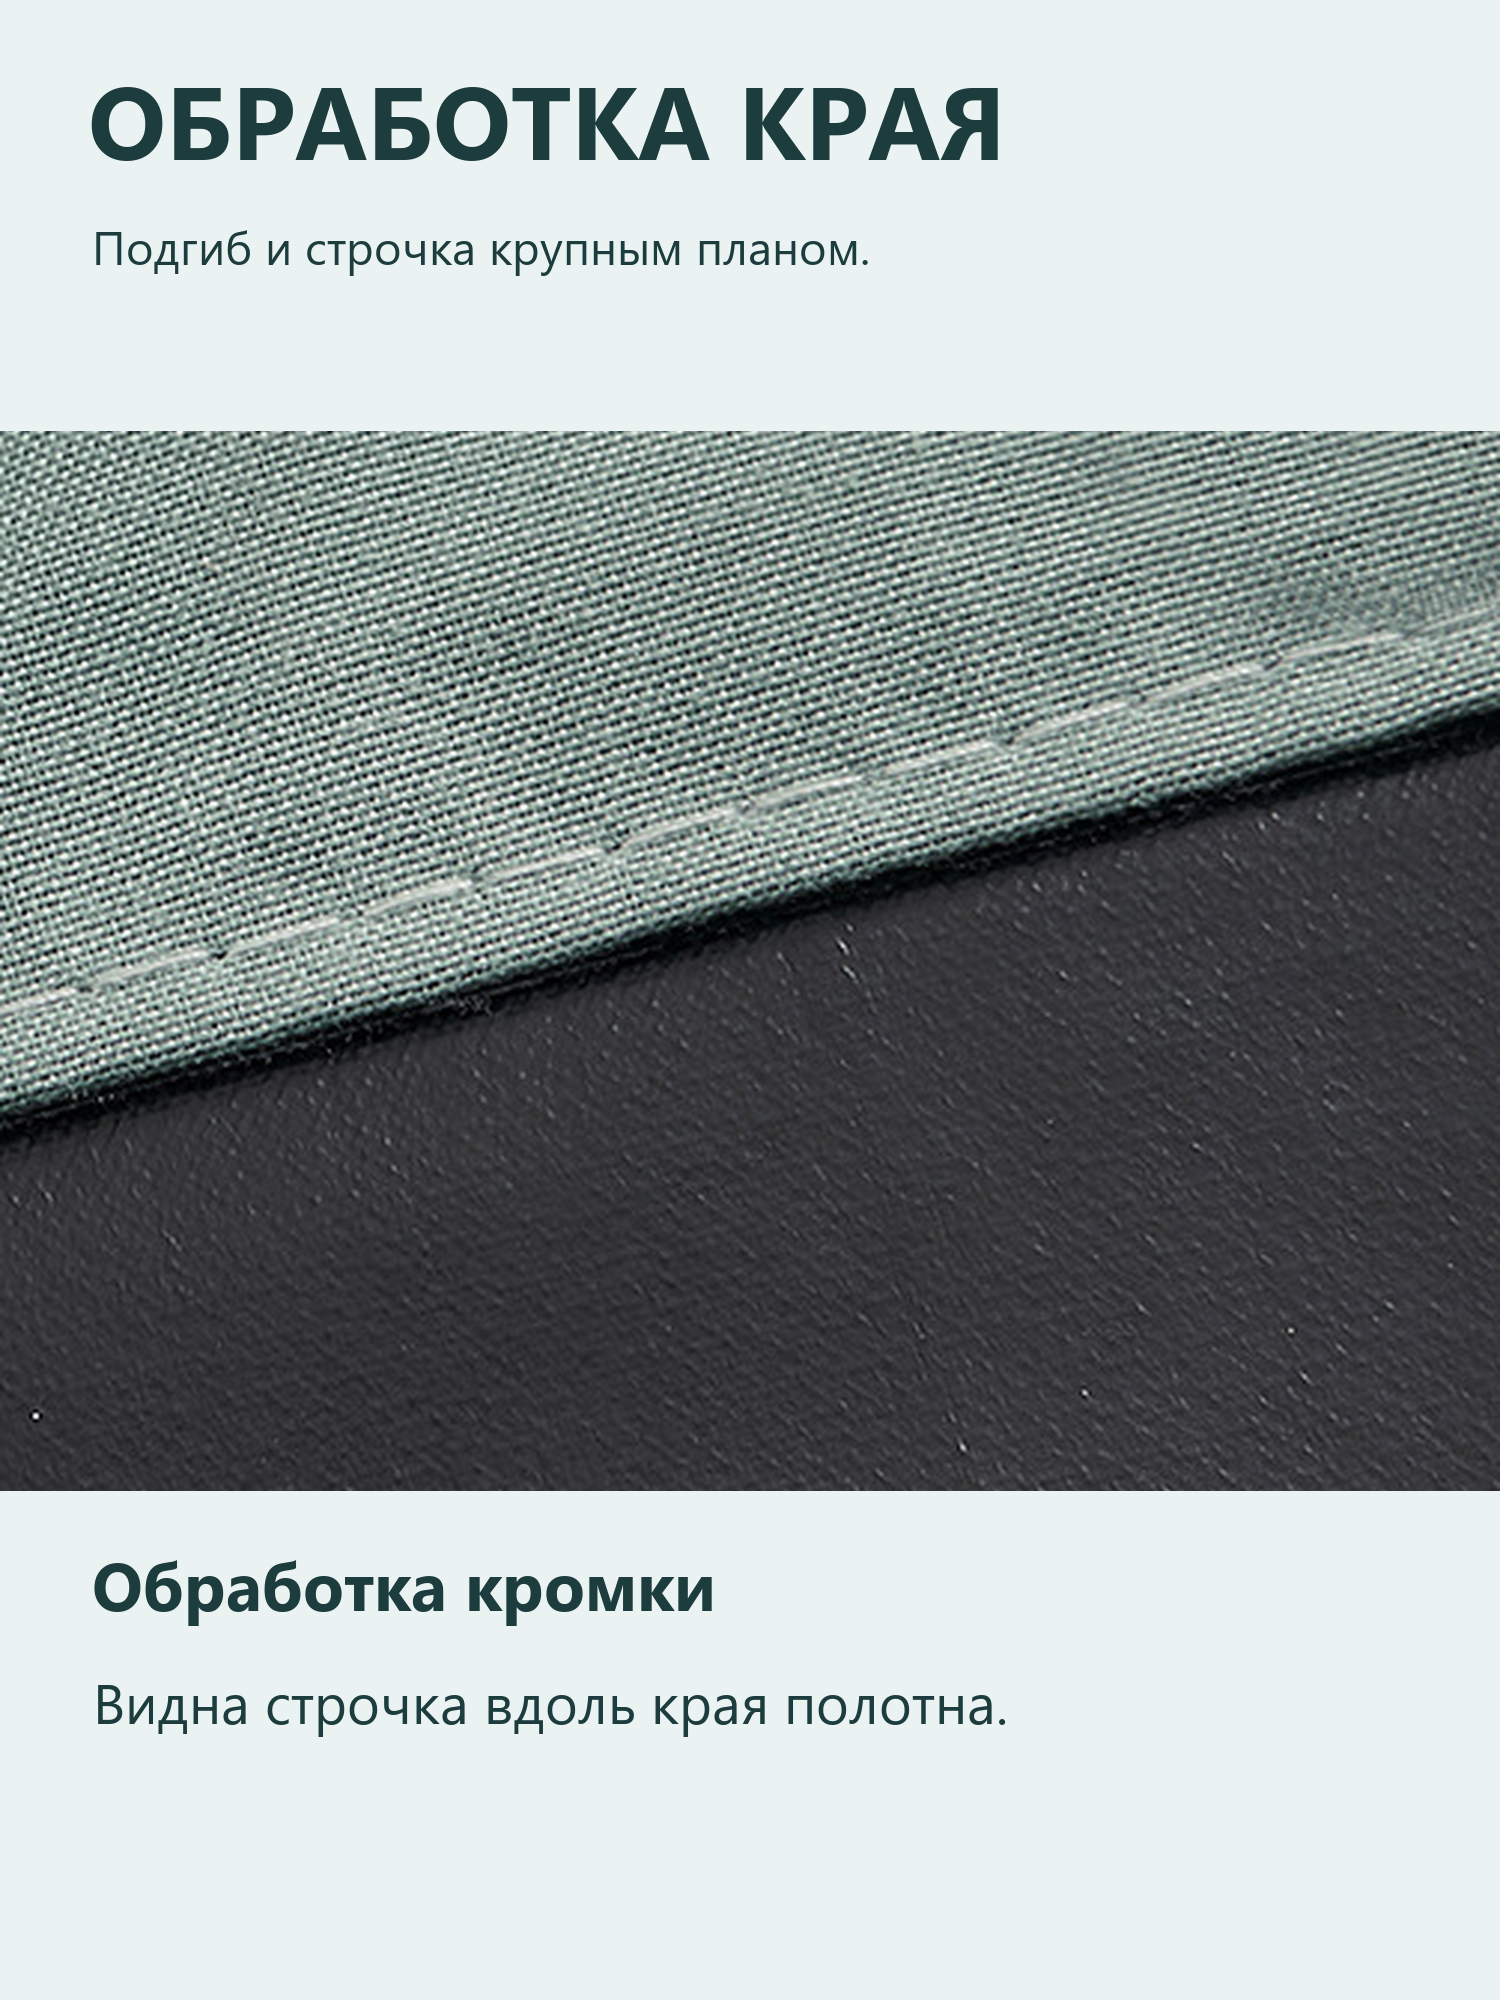 ОБРАБОТКА КРАЯ
Подгиб и строчка крупным планом.
Обработка кромки
Видна строчка вдоль края полотна.